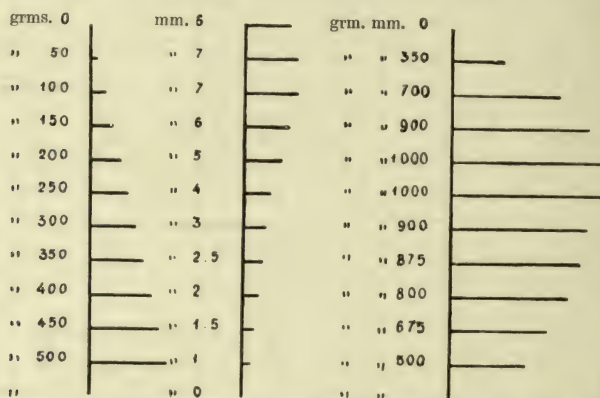 grms. 0 mm. 6 grm. mm. 0
" 50 " 7 " " 350
" 100 " 7 " " 700
" 150 " 6 " " 900
" 200 " 5 " " 1000
" 250 " 4 " " 1000
" 300 " 3 " " 900
" 350 " 2.5 " " 875
" 400 " 2 " " 800
" 450 " 1.5 " " 675
" 500 " 1 " " 500
" " 0 " "